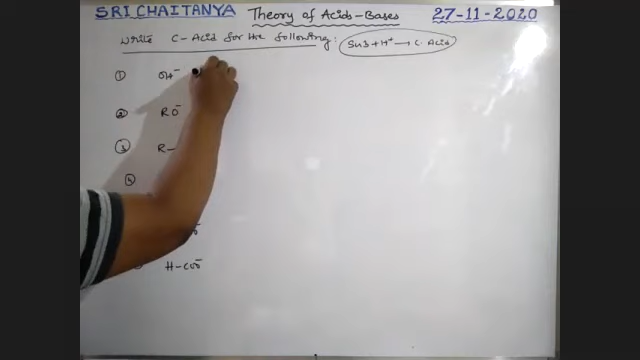 SRI CHAITANYA Theory of Acids-Bases 27-11-2020
Write C-Acid for the following: Sub + H⁺ → C. Acid
① OH⁻
② RO⁻
③ R-
④
H-COO⁻